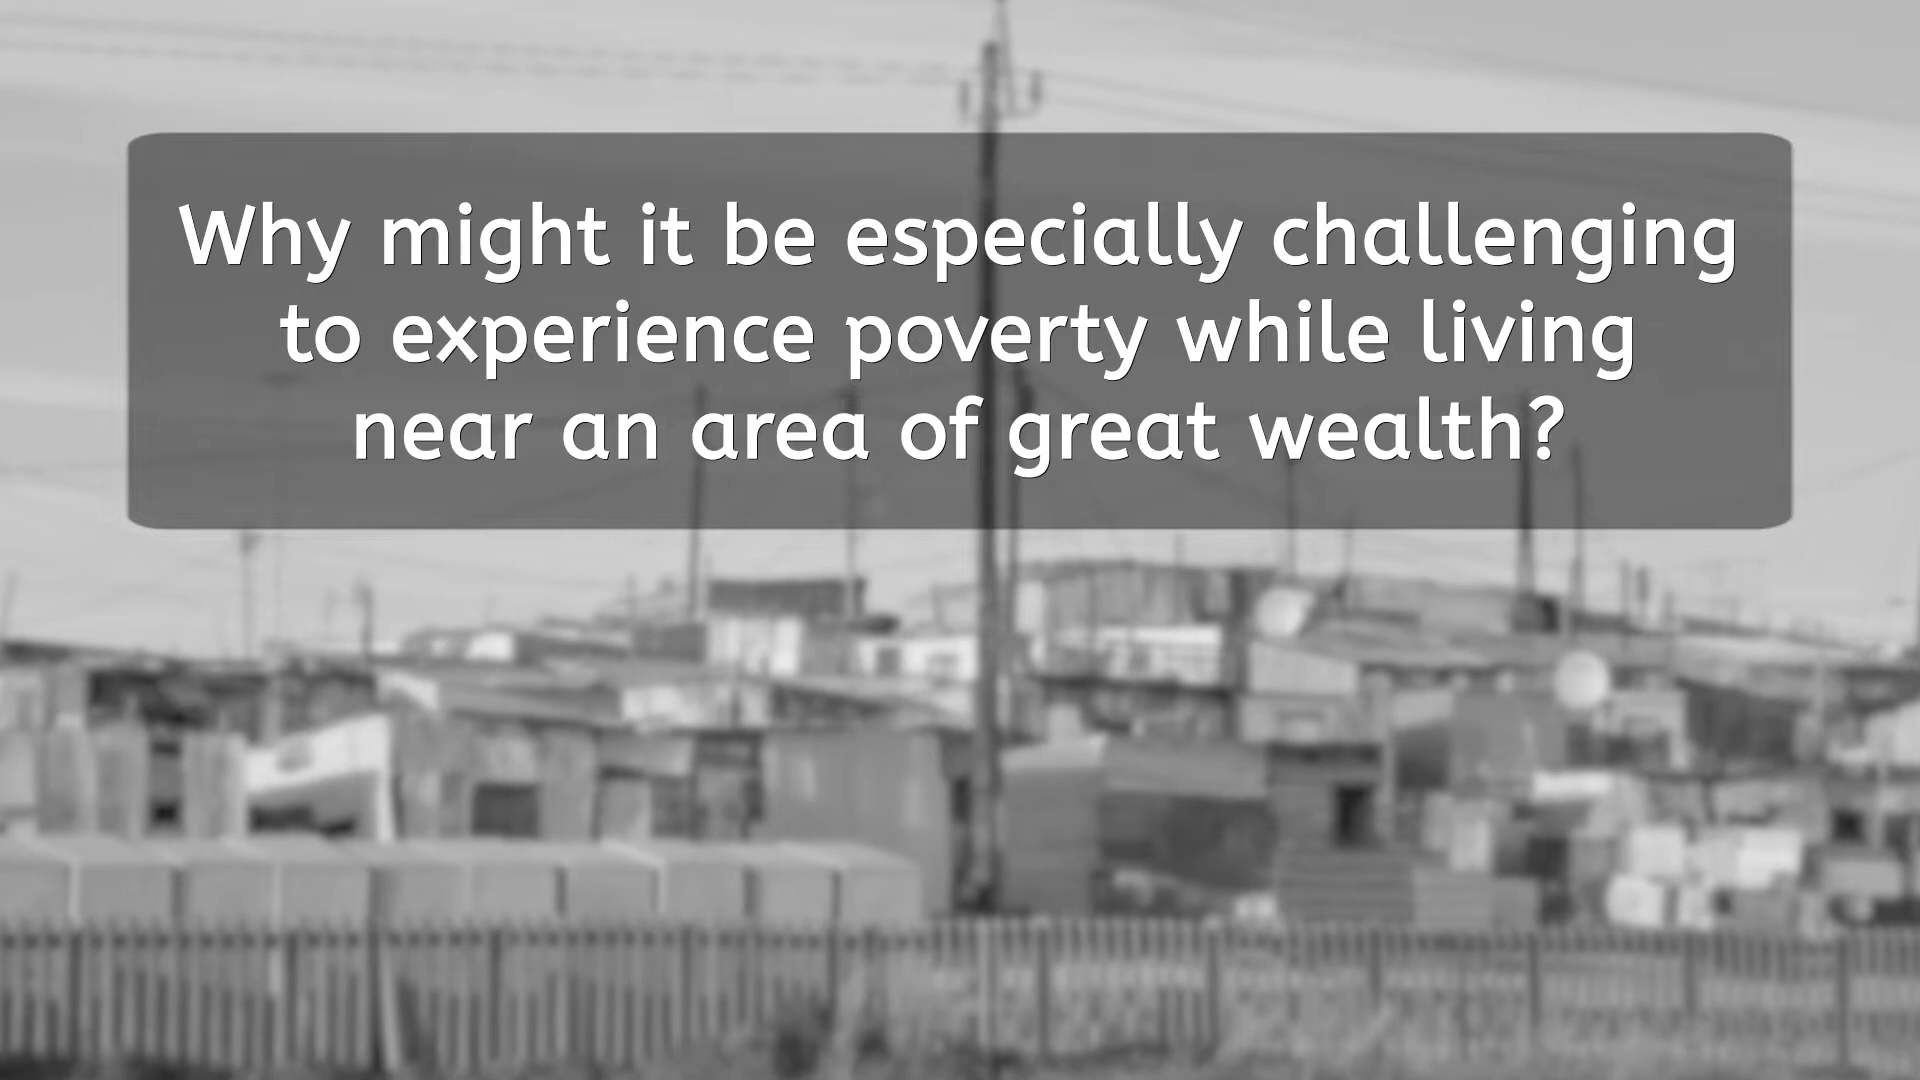 Why might it be especially challenging
to experience poverty while living
near an area of great wealth?